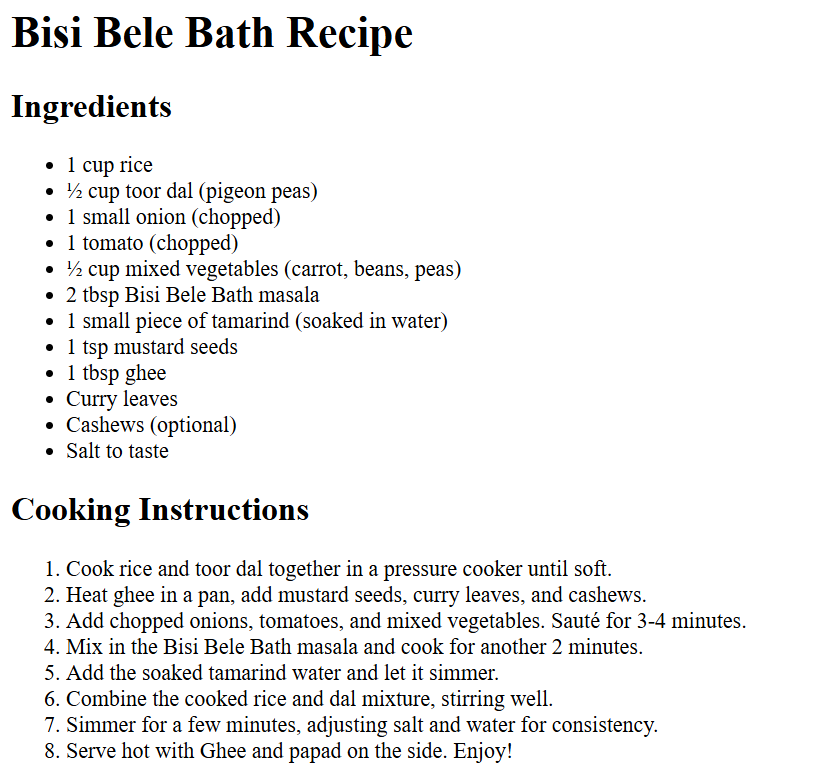 Bisi Bele Bath Recipe
Ingredients
• 1 cup rice
• ½ cup toor dal (pigeon peas)
• 1 small onion (chopped)
• 1 tomato (chopped)
• ½ cup mixed vegetables (carrot, beans, peas)
• 2 tbsp Bisi Bele Bath masala
• 1 small piece of tamarind (soaked in water)
• 1 tsp mustard seeds
• 1 tbsp ghee
• Curry leaves
• Cashews (optional)
• Salt to taste
Cooking Instructions
1. Cook rice and toor dal together in a pressure cooker until soft.
2. Heat ghee in a pan, add mustard seeds, curry leaves, and cashews.
3. Add chopped onions, tomatoes, and mixed vegetables. Sauté for 3-4 minutes.
4. Mix in the Bisi Bele Bath masala and cook for another 2 minutes.
5. Add the soaked tamarind water and let it simmer.
6. Combine the cooked rice and dal mixture, stirring well.
7. Simmer for a few minutes, adjusting salt and water for consistency.
8. Serve hot with Ghee and papad on the side. Enjoy!